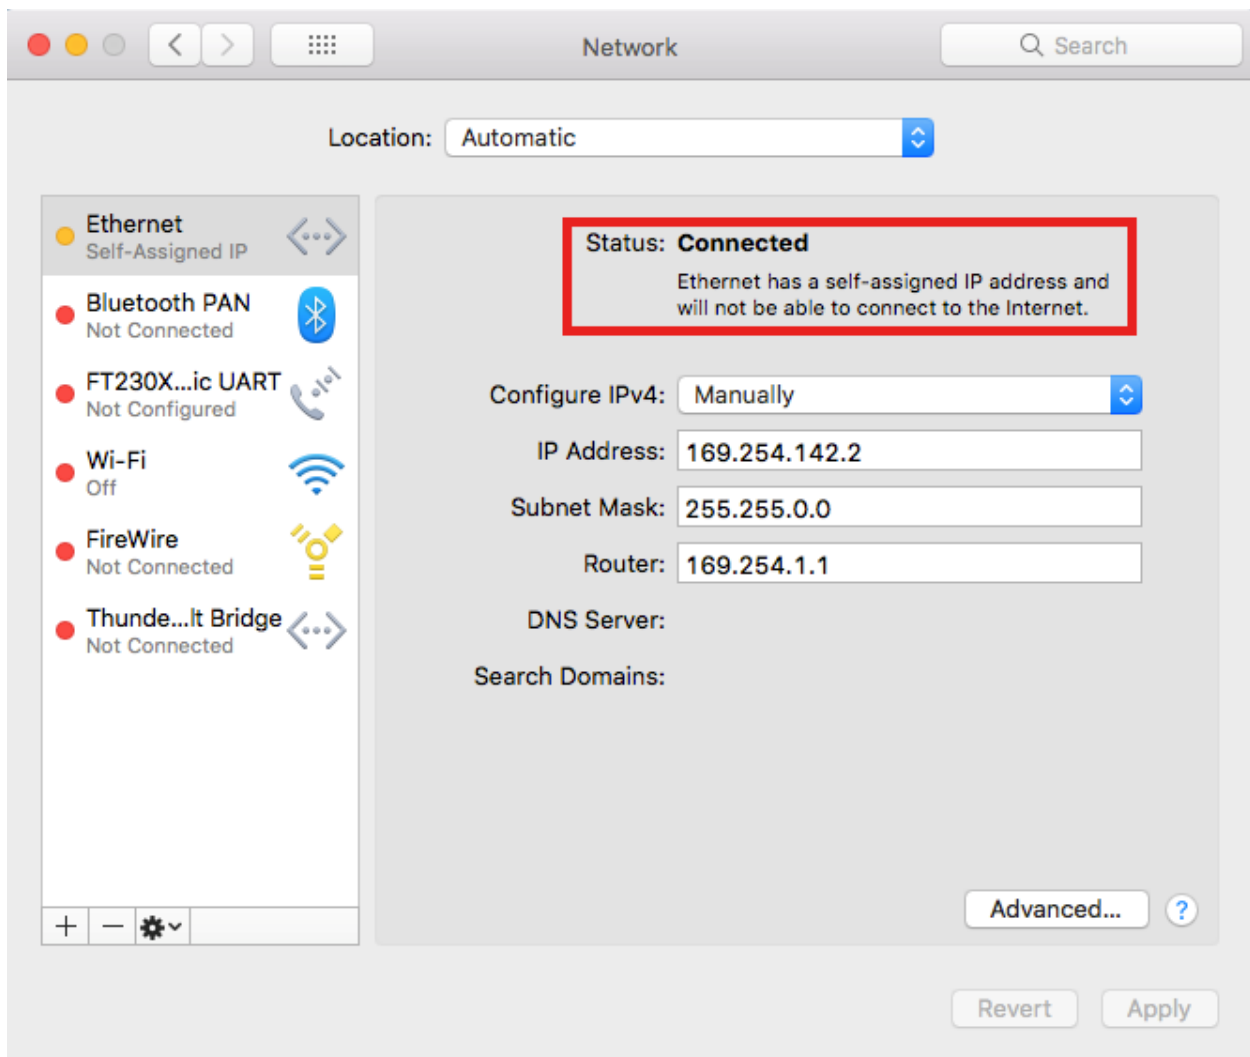 Network
Search
Location: Automatic
Ethernet
Self-Assigned IP
Bluetooth PAN
Not Connected
FT230X...ic UART
Not Configured
Wi-Fi
Off
FireWire
Not Connected
Thunde...lt Bridge
Not Connected
Status: Connected
Ethernet has a self-assigned IP address and
will not be able to connect to the Internet.
Configure IPv4: Manually
IP Address: 169.254.142.2
Subnet Mask: 255.255.0.0
Router: 169.254.1.1
DNS Server:
Search Domains:
Advanced... ?
Revert Apply